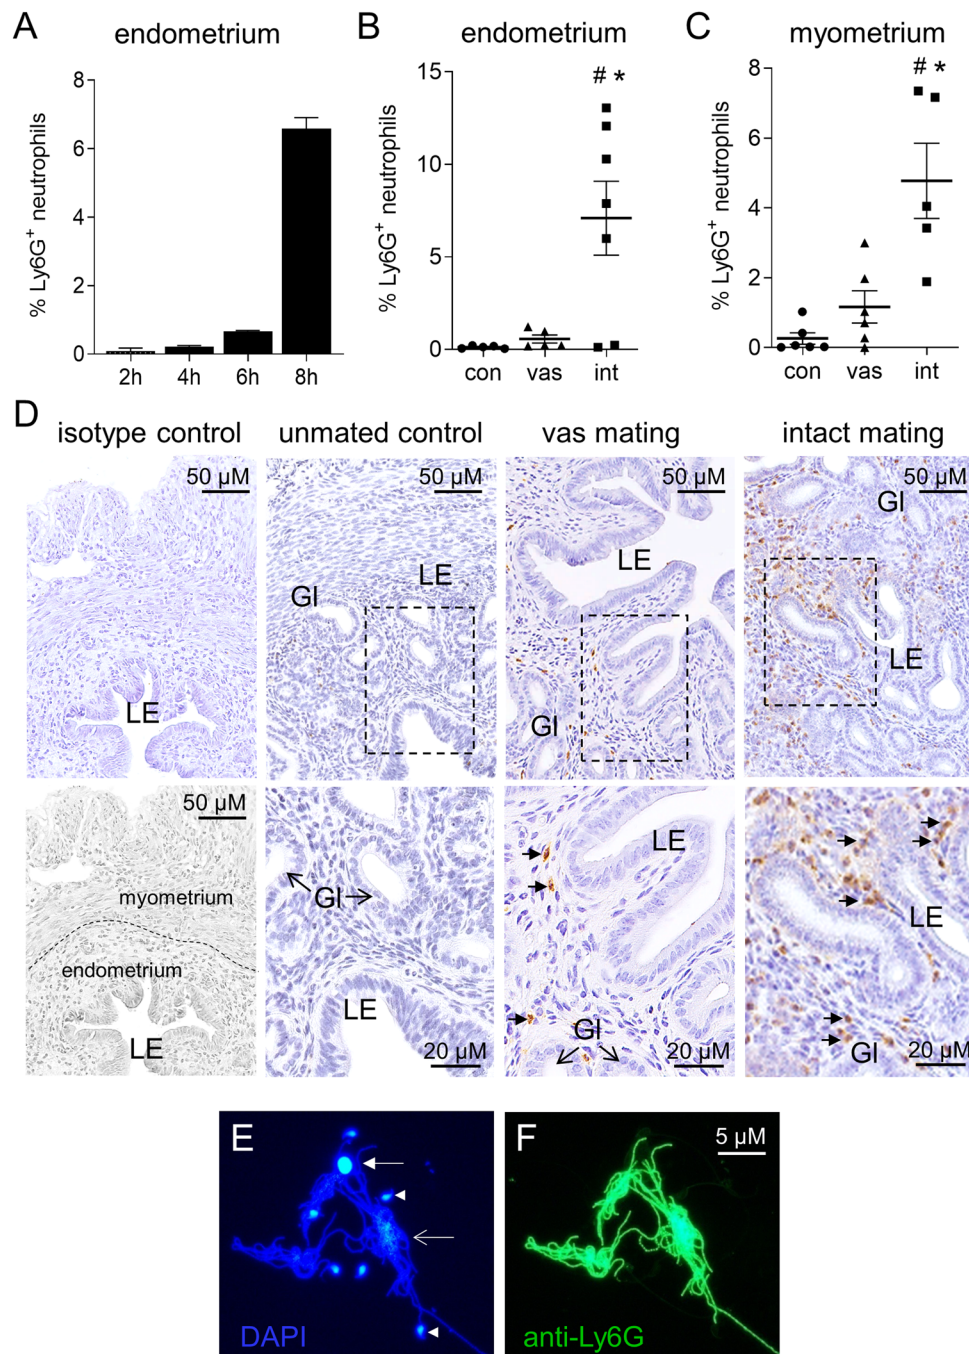 A
endometrium
% Ly6G+ neutrophils
8
6
4
2
0
2h
4h
6h
8h
B
endometrium
% Ly6G+ neutrophils
15
10
5
0
# *
con
vas
int
C
myometrium
% Ly6G+ neutrophils
8
6
4
2
0
# *
con
vas
int
D
isotype control
unmated control
vas mating
intact mating
50 µM
LE
50 µM
LE
Gl
50 µM
LE
Gl
50 µM
Gl
LE
50 µM
myometrium
endometrium
LE
Gl
LE
20 µM
LE
Gl
20 µM
LE
Gl
20 µM
E
DAPI
F
5 µM
anti-Ly6G